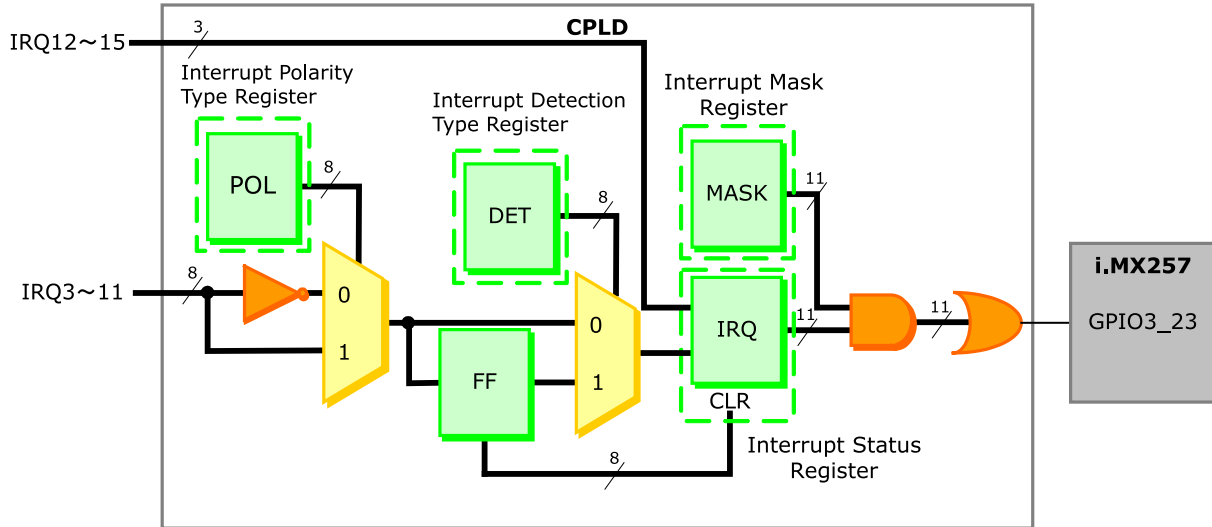 3
CPLD
IRQ12～15
Interrupt Polarity
Type Register
Interrupt Detection
Type Register
Interrupt Mask
Register
POL
8
DET
8
MASK
11
IRQ3～11
8
0
1
FF
0
1
IRQ
11
CLR
11
i.MX257
GPIO3_23
8
Interrupt Status
Register